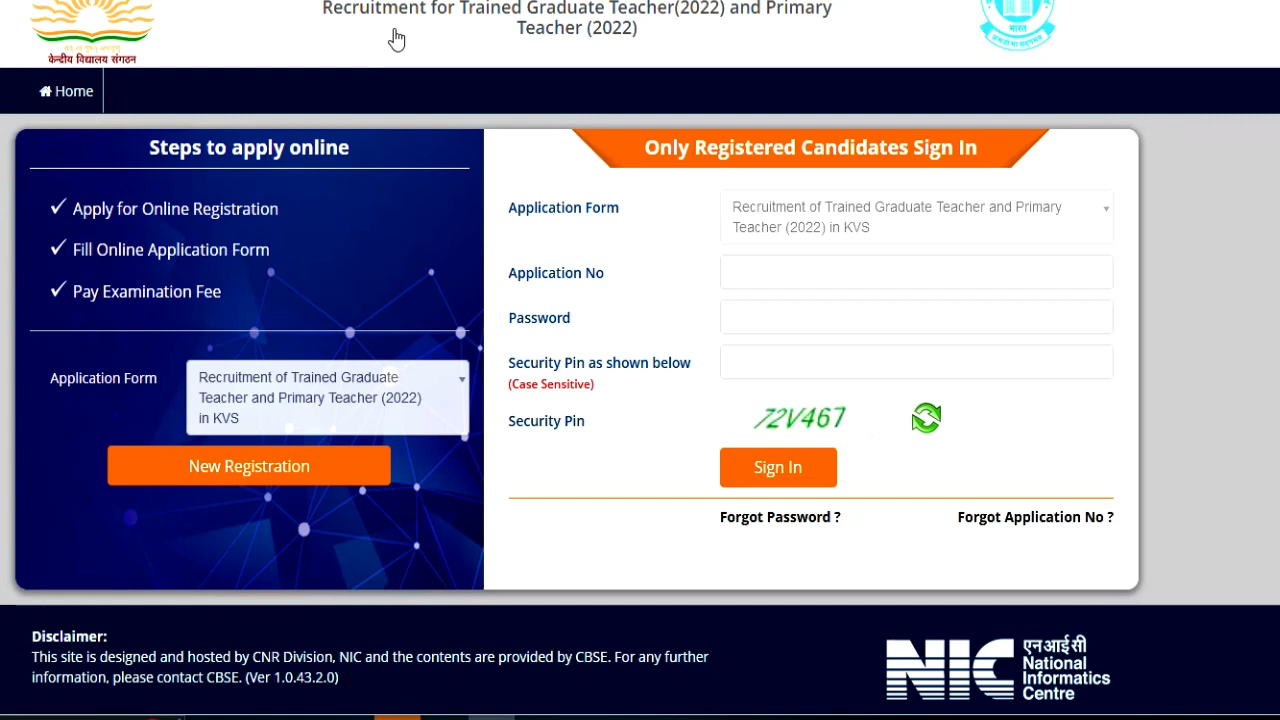 Recruitment for Trained Graduate Teacher(2022) and Primary
Teacher (2022)
केन्द्रीय विद्यालय संगठन
भारत
Home
Steps to apply online
Apply for Online Registration
Fill Online Application Form
Pay Examination Fee
Application Form
Recruitment of Trained Graduate
Teacher and Primary Teacher (2022)
in KVS
New Registration
Only Registered Candidates Sign In
Application Form
Recruitment of Trained Graduate Teacher and Primary
Teacher (2022) in KVS
Application No
Password
Security Pin as shown below
(Case Sensitive)
Security Pin
72V467
Sign In
Forgot Password ?
Forgot Application No ?
Disclaimer:
This site is designed and hosted by CNR Division, NIC and the contents are provided by CBSE. For any further
information, please contact CBSE. (Ver 1.0.43.2.0)
NIC
एन आई सी
National
Informatics
Centre